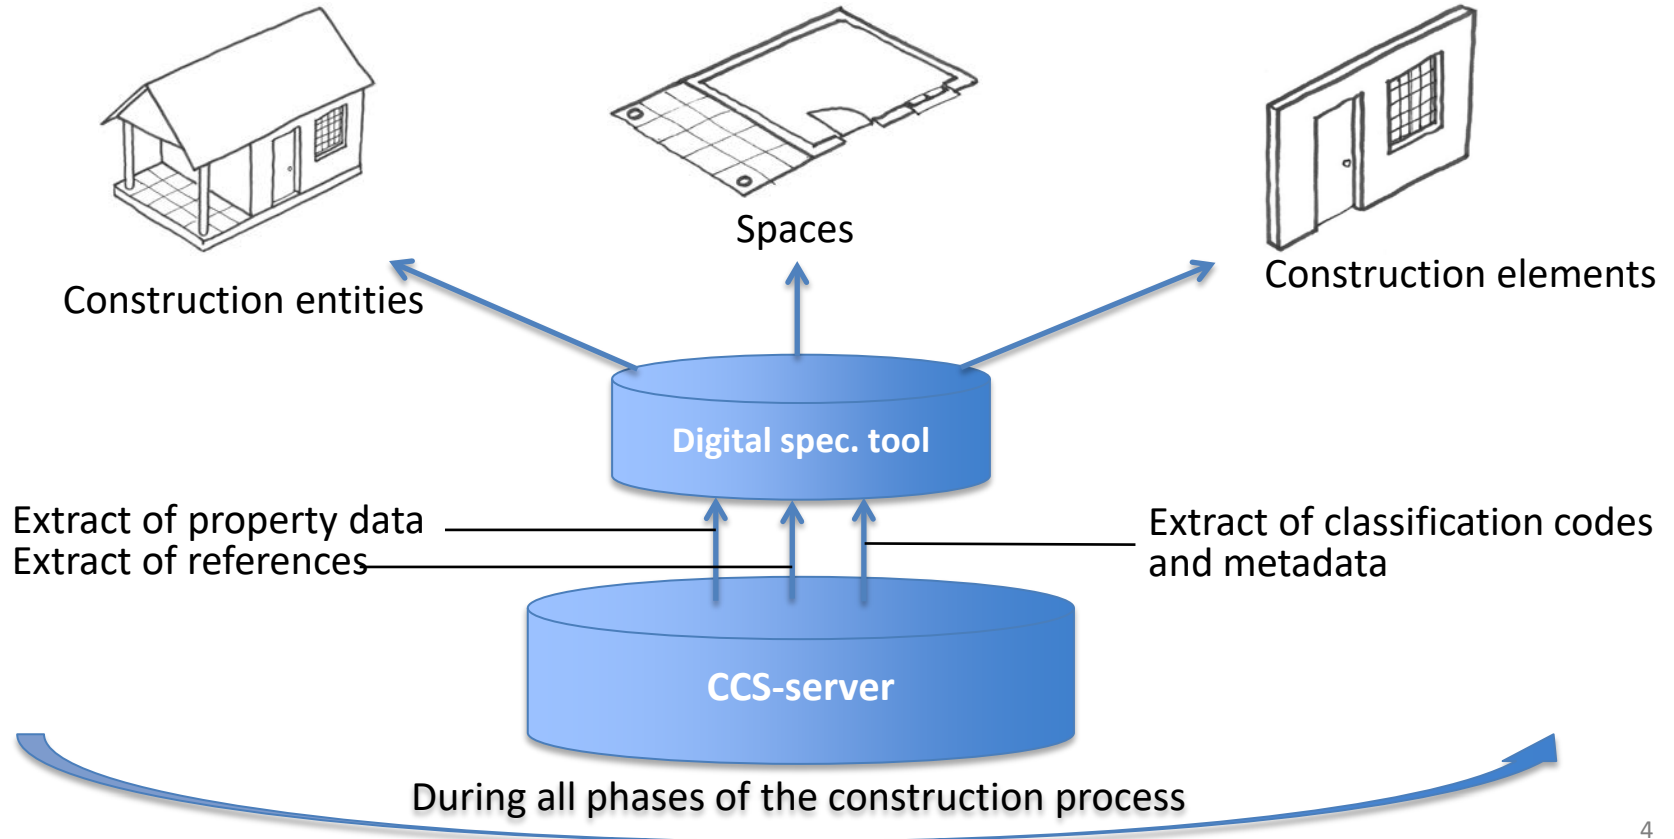 Spaces
Construction entities
Construction elements
Digital spec. tool
Extract of property data
Extract of references
Extract of classification codes
and metadata
CCS-server
During all phases of the construction process
4